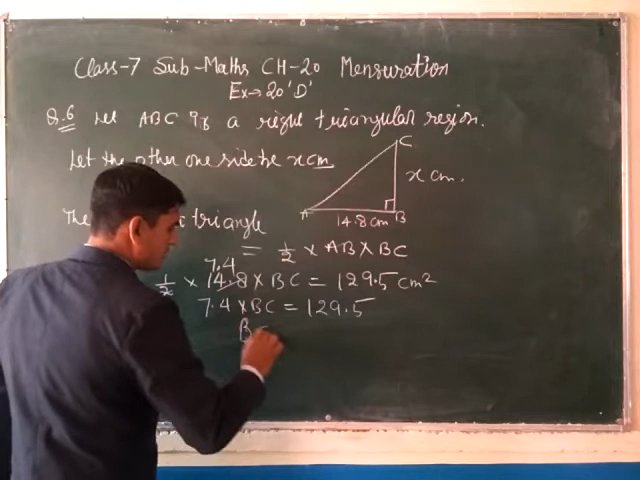 Class-7 Sub-Maths CH-20 Mensuration
Ex→20'D'
Q.6 Let ABC is a right triangular region.
Let the other one side be x cm.
C
x cm.
A 14.8 cm B
The triangle
= 1/2 × AB × BC
7.4
1/2 × 14.8 × BC = 129.5 cm²
7.4 × BC = 129.5
B